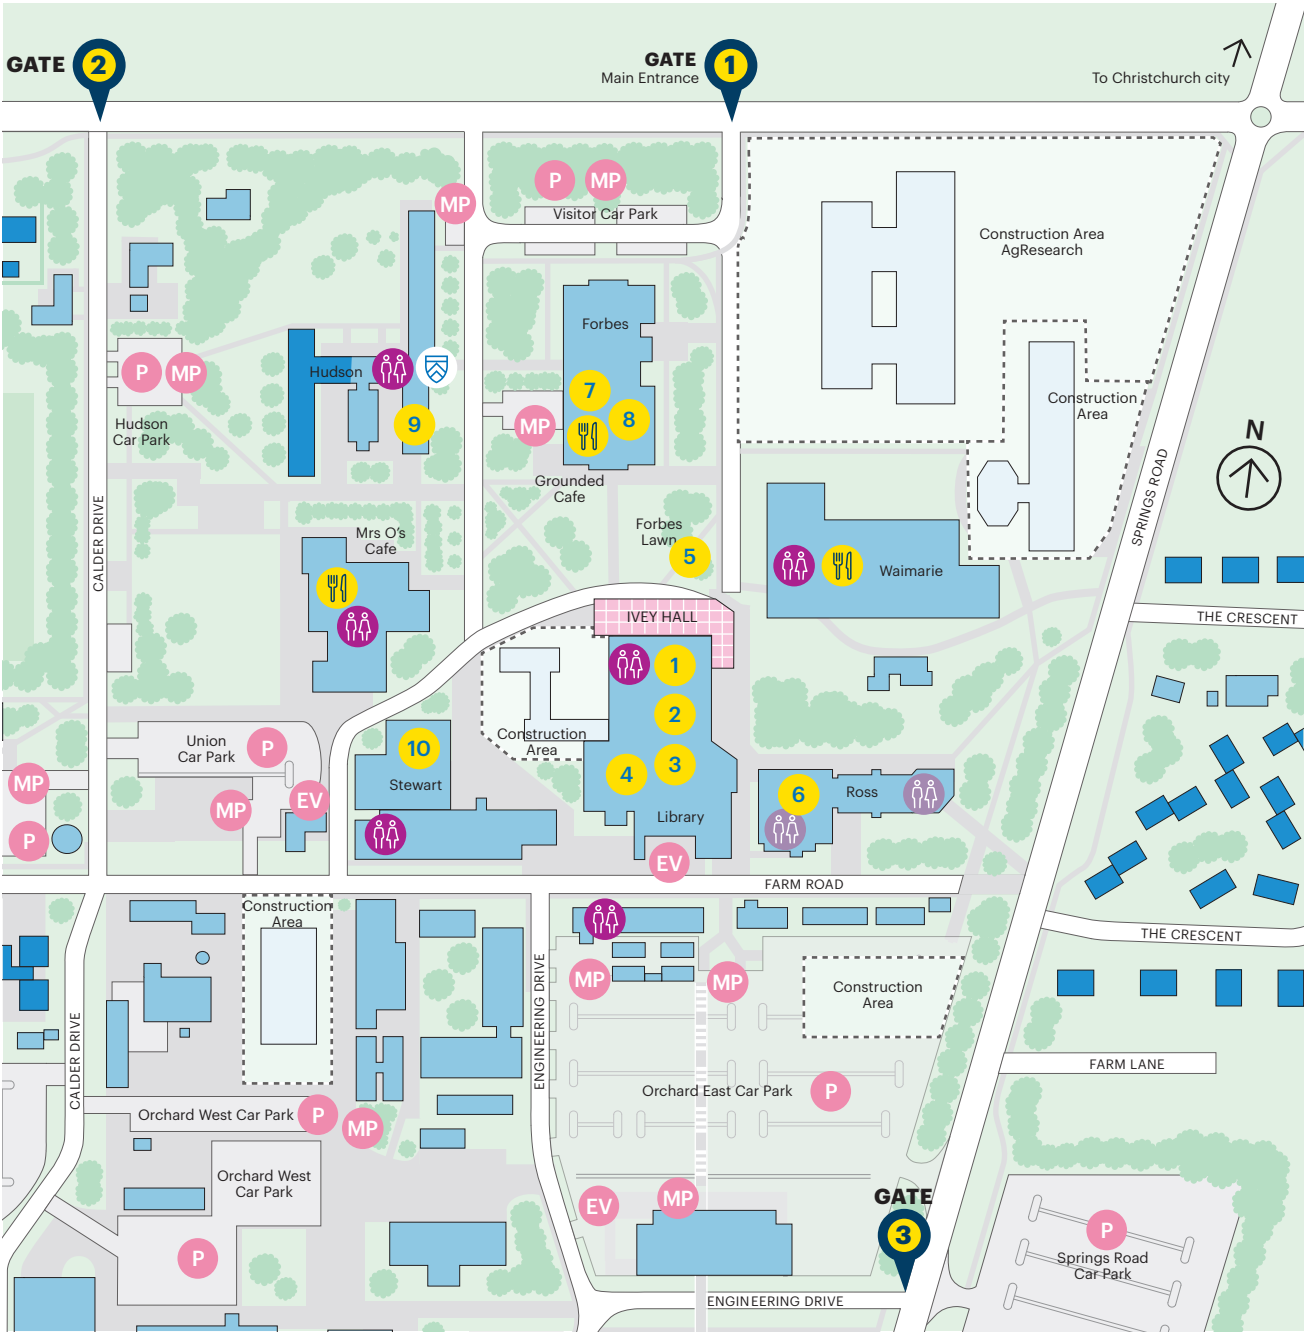 GATE 2
GATE 1
Main Entrance
To Christchurch city
MP
P MP
Visitor Car Park
Construction Area
AgResearch
Forbes
Hudson
P MP
7
8
9
MP
Construction
Area
Hudson
Car Park
Grounded
Cafe
N
SPRINGS ROAD
CALDER DRIVE
Mrs O's
Cafe
Forbes
Lawn
5
Waimarie
THE CRESCENT
IVEY HALL
1
2
3
4
Construction
Area
Union
Car Park
P
10
Stewart
MP
MP
EV
P
6
Ross
Library
EV
FARM ROAD
Construction
Area
THE CRESCENT
MP
MP
Construction
Area
ENGINEERING DRIVE
CALDER DRIVE
FARM LANE
Orchard East Car Park
P
Orchard West Car Park
P
MP
Orchard West
Car Park
P
EV
MP
GATE
3
P
Springs Road
Car Park
ENGINEERING DRIVE